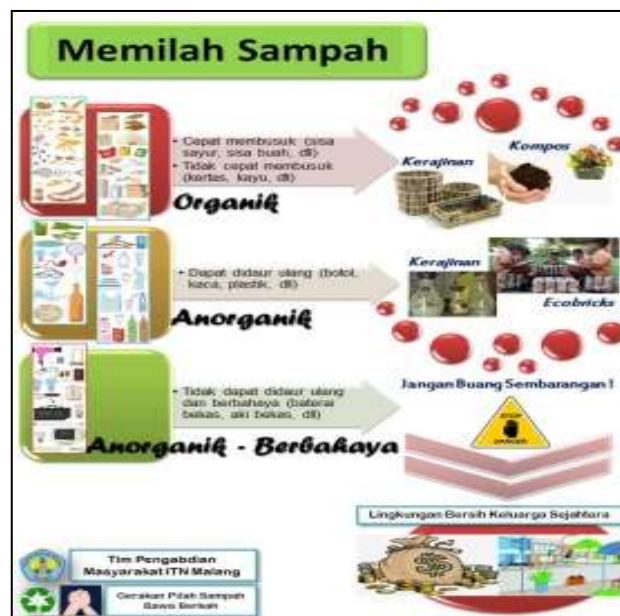 Memilah Sampah
• Cepat membusuk (sisa
sayur, sisa buah, dll)
• Tidak cepat membusuk
(kertas, kayu, dll)
Organik
Kerajinan
Kompos
• Dapat didaur ulang (botol,
kaca, plastik, dll)
Anorganik
Kerajinan
Ecobricks
• Tidak dapat didaur ulang
dan berbahaya (baterai
bekas, aki bekas, dll)
Anorganik - Berbahaya
Jangan Buang Sembarangan !
STOP
DANGER
Lingkungan Bersih Keluarga Sejahtera
Tim Pengabdian
Masyarakat ITN Malang
Gerakan Pilah Sampah
Sawo Berkah